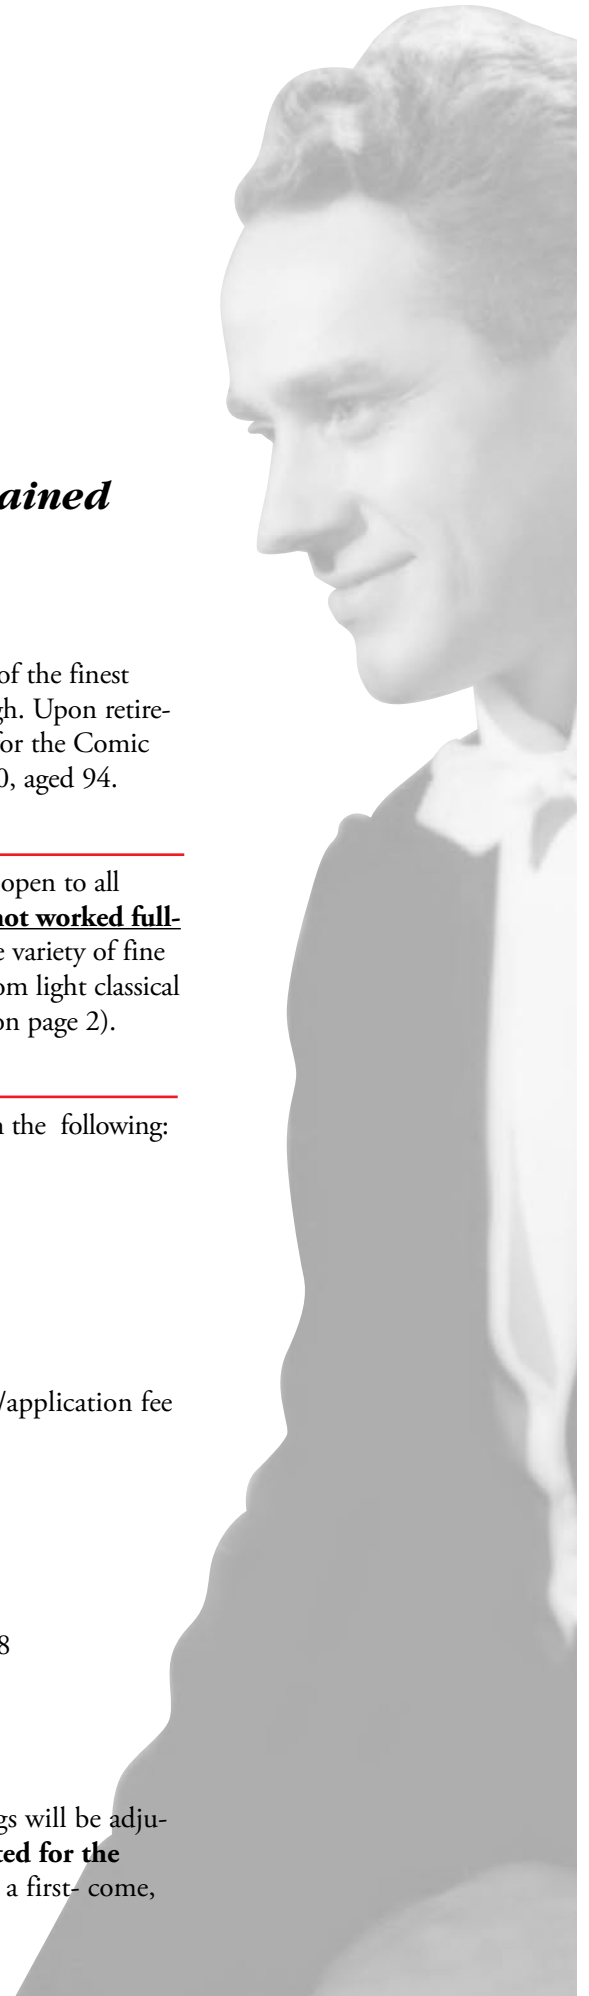 ained
of the finest
gh. Upon retire-
for the Comic
0, aged 94.
open to all
not worked full-
e variety of fine
om light classical
on page 2).
n the following:
/application fee
8
gs will be adju-
ted for the
a first- come,